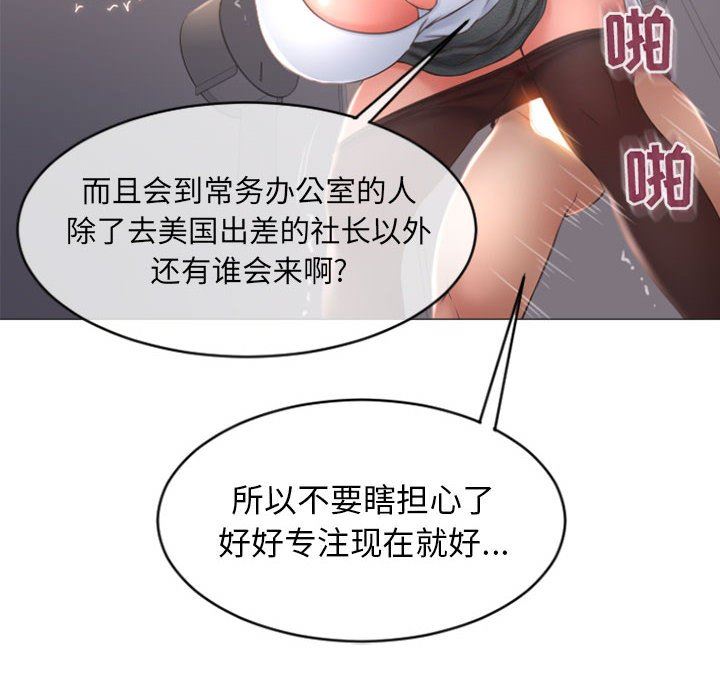 啪
啪
而且会到常务办公室的人
除了去美国出差的社长以外
还有谁会来啊?
所以不要瞎担心了
好好专注现在就好...